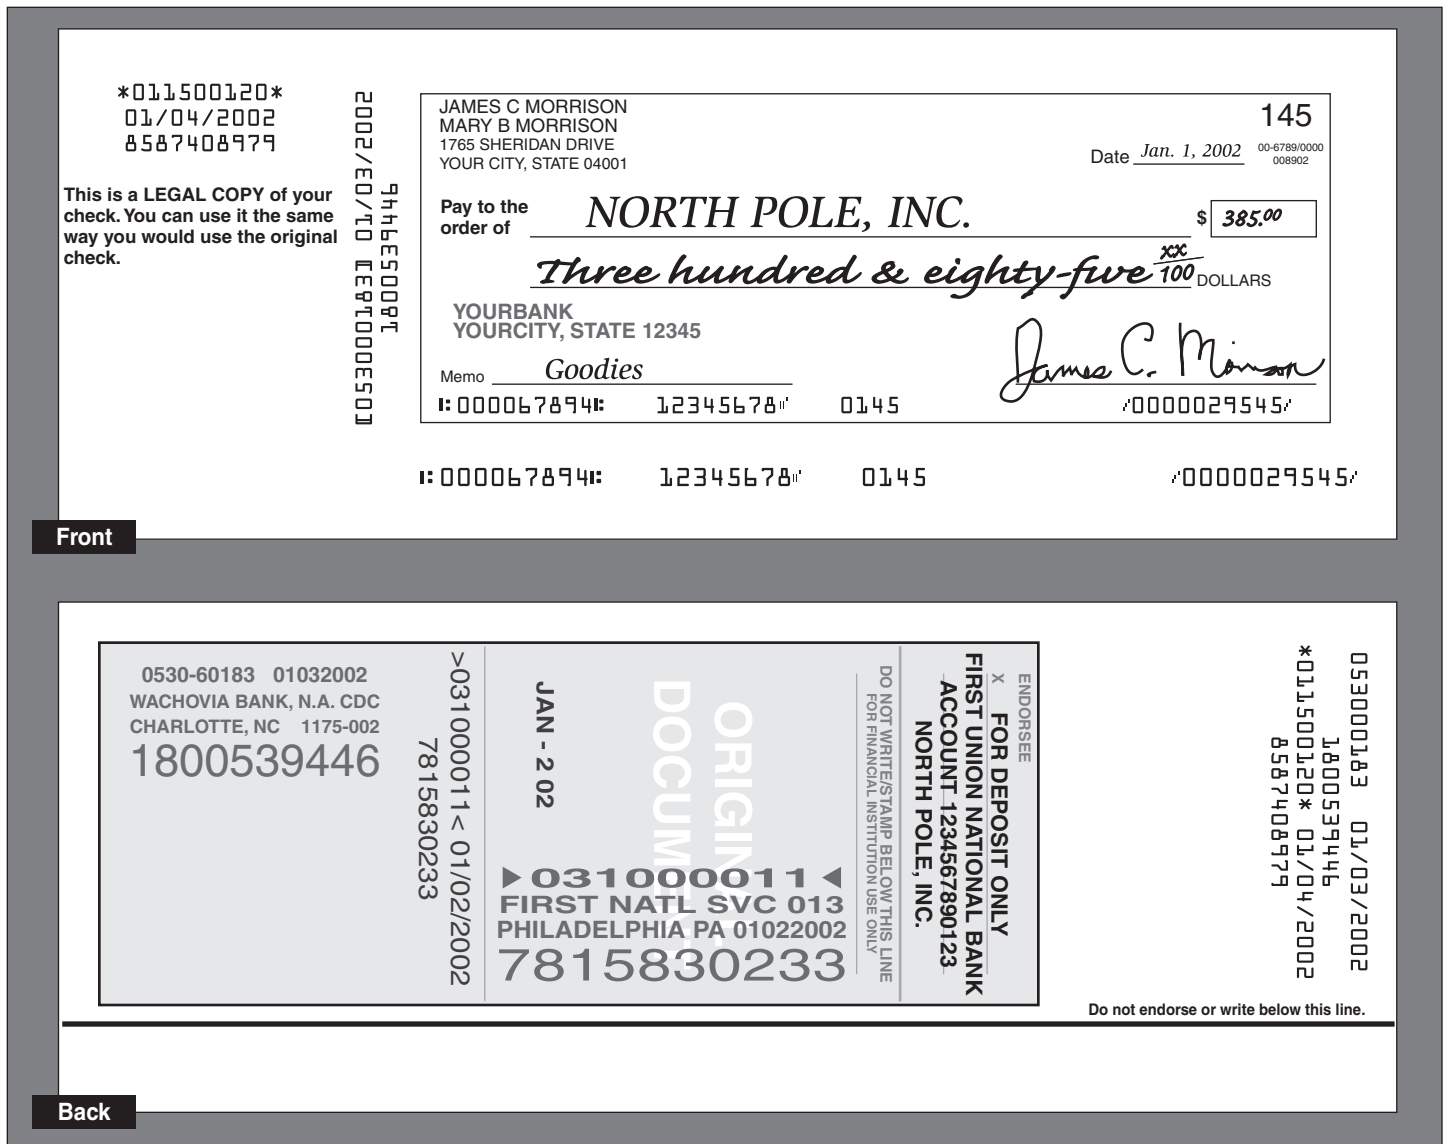 *011500120*
01/04/2002
8587408979
This is a LEGAL COPY of your
check. You can use it the same
way you would use the original
check.
[053000183] 01/03/2002
1800539446
JAMES C MORRISON
MARY B MORRISON
1765 SHERIDAN DRIVE
YOUR CITY, STATE 04001
145
Date Jan. 1, 2002
00-6789/0000
008902
Pay to the
order of NORTH POLE, INC. $ 385.00
Three hundred & eighty-five xx/100 DOLLARS
YOURBANK
YOURCITY, STATE 12345
Memo Goodies
James C. Morrison
⑆000067894⑆ 12345678⑈ 0145 ⑇0000029545⑇
⑆000067894⑆ 12345678⑈ 0145 ⑇0000029545⑇
Front
0530-60183 01032002
WACHOVIA BANK, N.A. CDC
CHARLOTTE, NC 1175-002
1800539446
>031000011< 01/02/2002
7815830233
JAN - 2 02
ORIGINAL
DOCUMENT
►031000011◄
FIRST NATL SVC 013
PHILADELPHIA PA 01022002
7815830233
ENDORSEE
X
FOR DEPOSIT ONLY
FIRST UNION NATIONAL BANK
ACCOUNT 1234567890123
NORTH POLE, INC.
DO NOT WRITE/STAMP BELOW THIS LINE
FOR FINANCIAL INSTITUTION USE ONLY
053000183 01/03/2002
1800539446
*011500120* 01/04/2002
8587408979
Do not endorse or write below this line.
Back